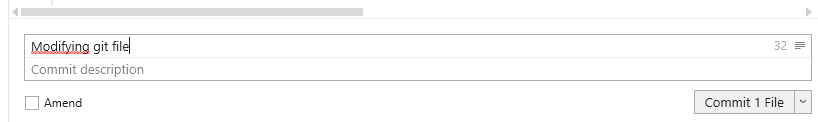 Modifying git file
32
Commit description
Amend
Commit 1 File